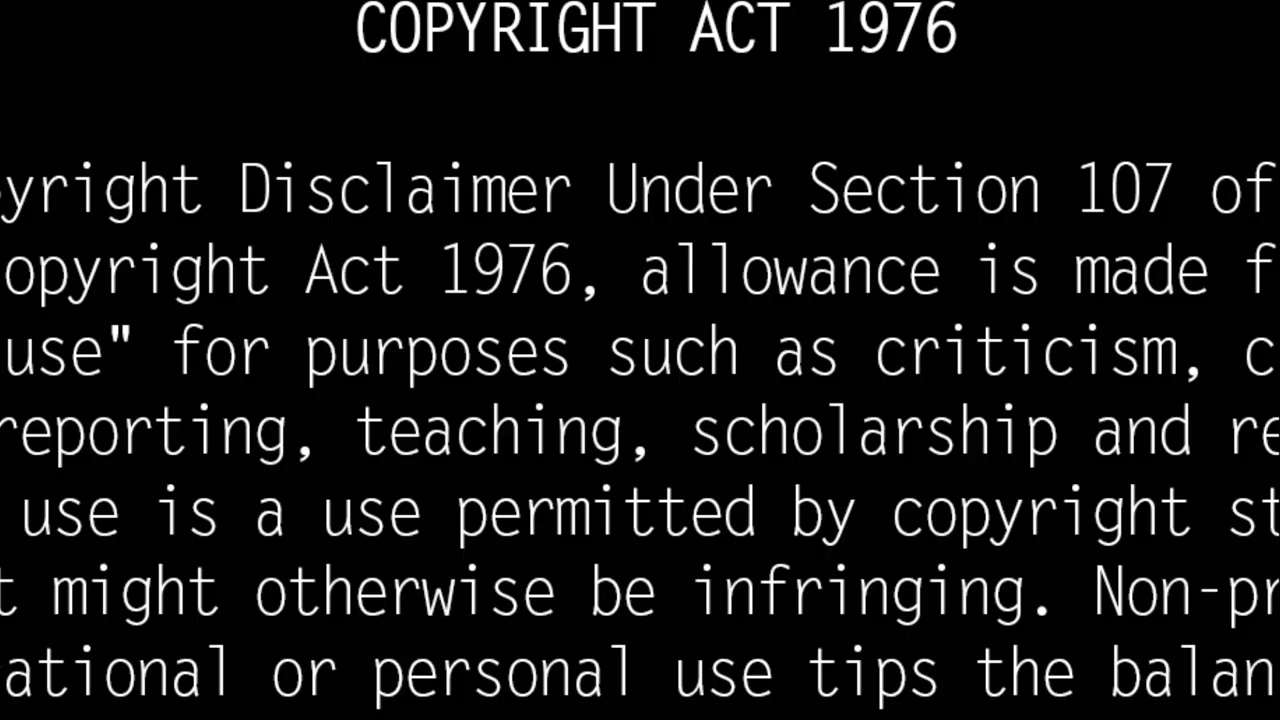 COPYRIGHT ACT 1976
yright Disclaimer Under Section 107 of
opyright Act 1976, allowance is made f
use" for purposes such as criticism, c
reporting, teaching, scholarship and re
use is a use permitted by copyright st
t might otherwise be infringing. Non-pr
ational or personal use tips the balan